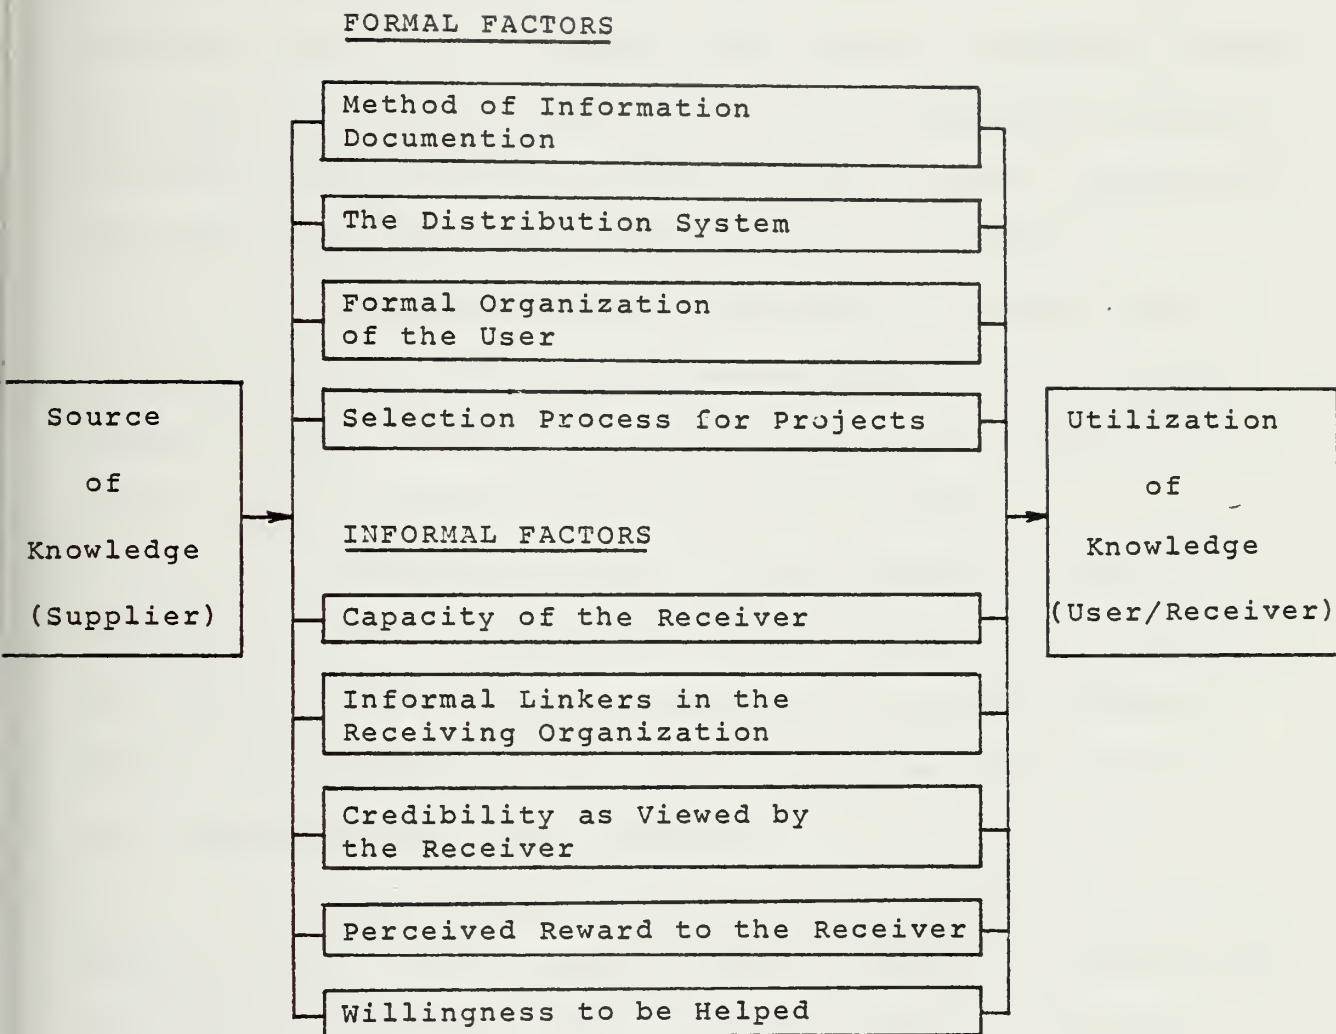 FORMAL FACTORS
Method of Information
Documention
The Distribution System
Formal Organization
of the User
Selection Process for Projects
Source
of
Knowledge
(Supplier)
INFORMAL FACTORS
Capacity of the Receiver
Informal Linkers in the
Receiving Organization
Credibility as Viewed by
the Receiver
Perceived Reward to the Receiver
Willingness to be Helped
Utilization
of
Knowledge
(User/Receiver)